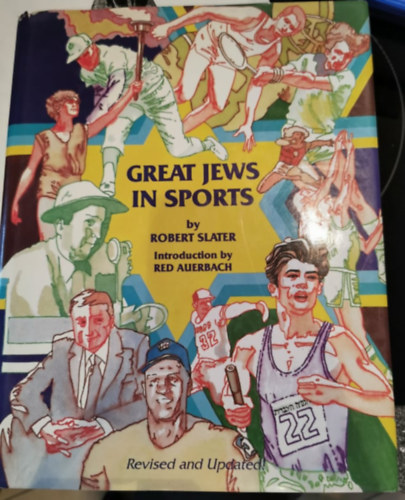 GREAT JEWS
IN SPORTS
by
ROBERT SLATER
Introduction by
RED AUERBACH
32
22
Revised and Updated!